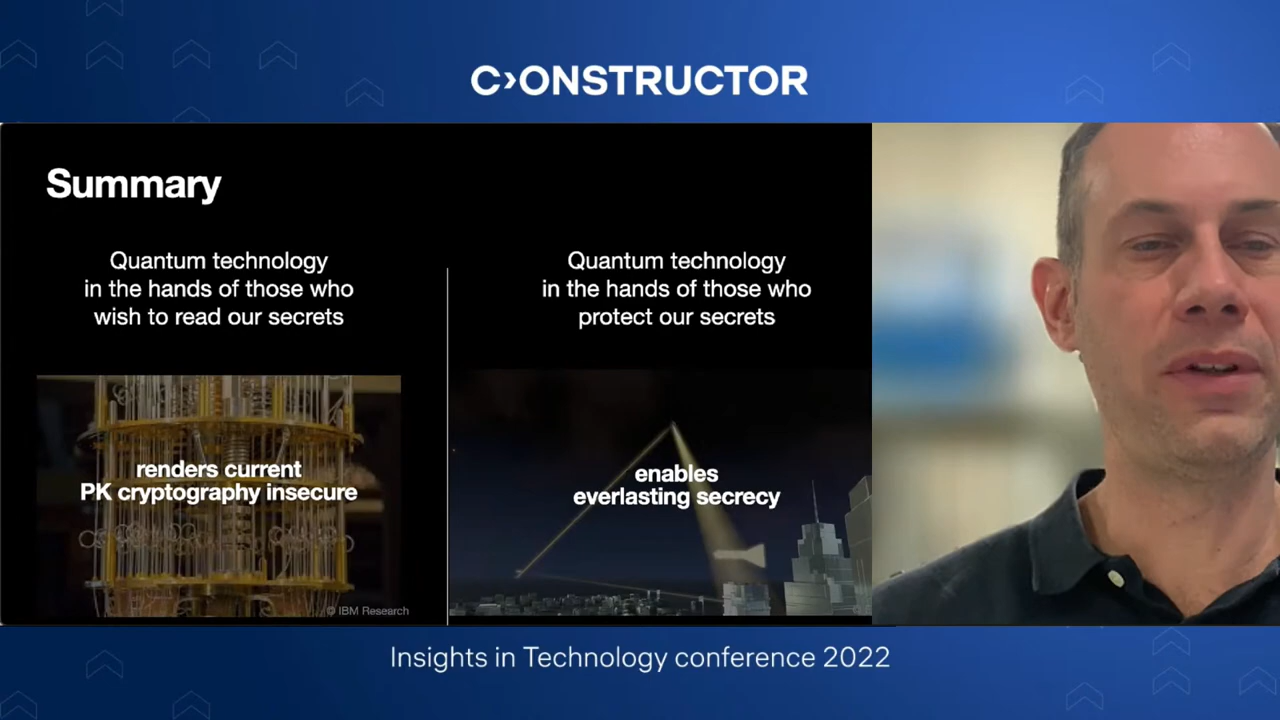 C›ONSTRUCTOR
Summary
Quantum technology
in the hands of those who
wish to read our secrets
renders current
PK cryptography insecure
© IBM Research
Quantum technology
in the hands of those who
protect our secrets
enables
everlasting secrecy
Insights in Technology conference 2022